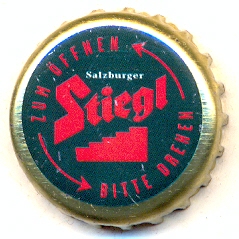 ZUM ÖFFNEN
Salzburger
Stiegl
BITTE DREHEN